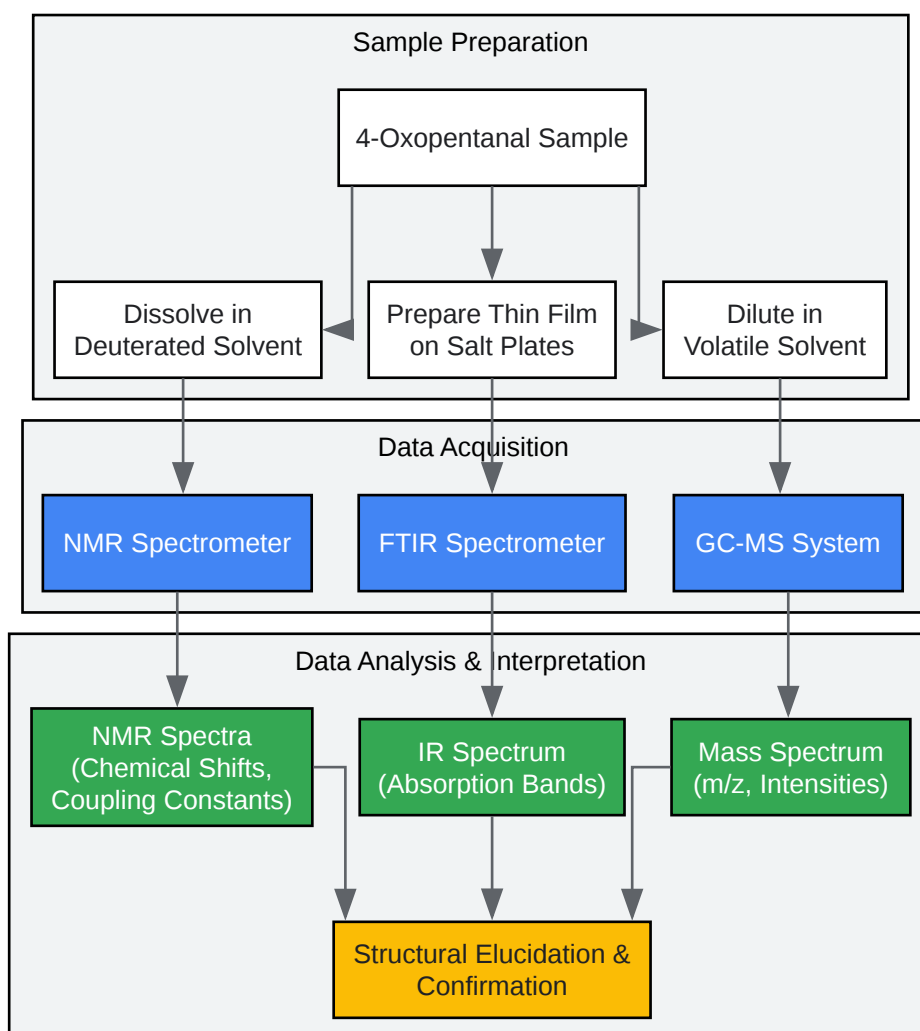 Sample Preparation
4-Oxopentanal Sample
Dissolve in
Deuterated Solvent
Prepare Thin Film
on Salt Plates
Dilute in
Volatile Solvent
Data Acquisition
NMR Spectrometer
FTIR Spectrometer
GC-MS System
Data Analysis & Interpretation
NMR Spectra
(Chemical Shifts,
Coupling Constants)
IR Spectrum
(Absorption Bands)
Mass Spectrum
(m/z, Intensities)
Structural Elucidation &
Confirmation